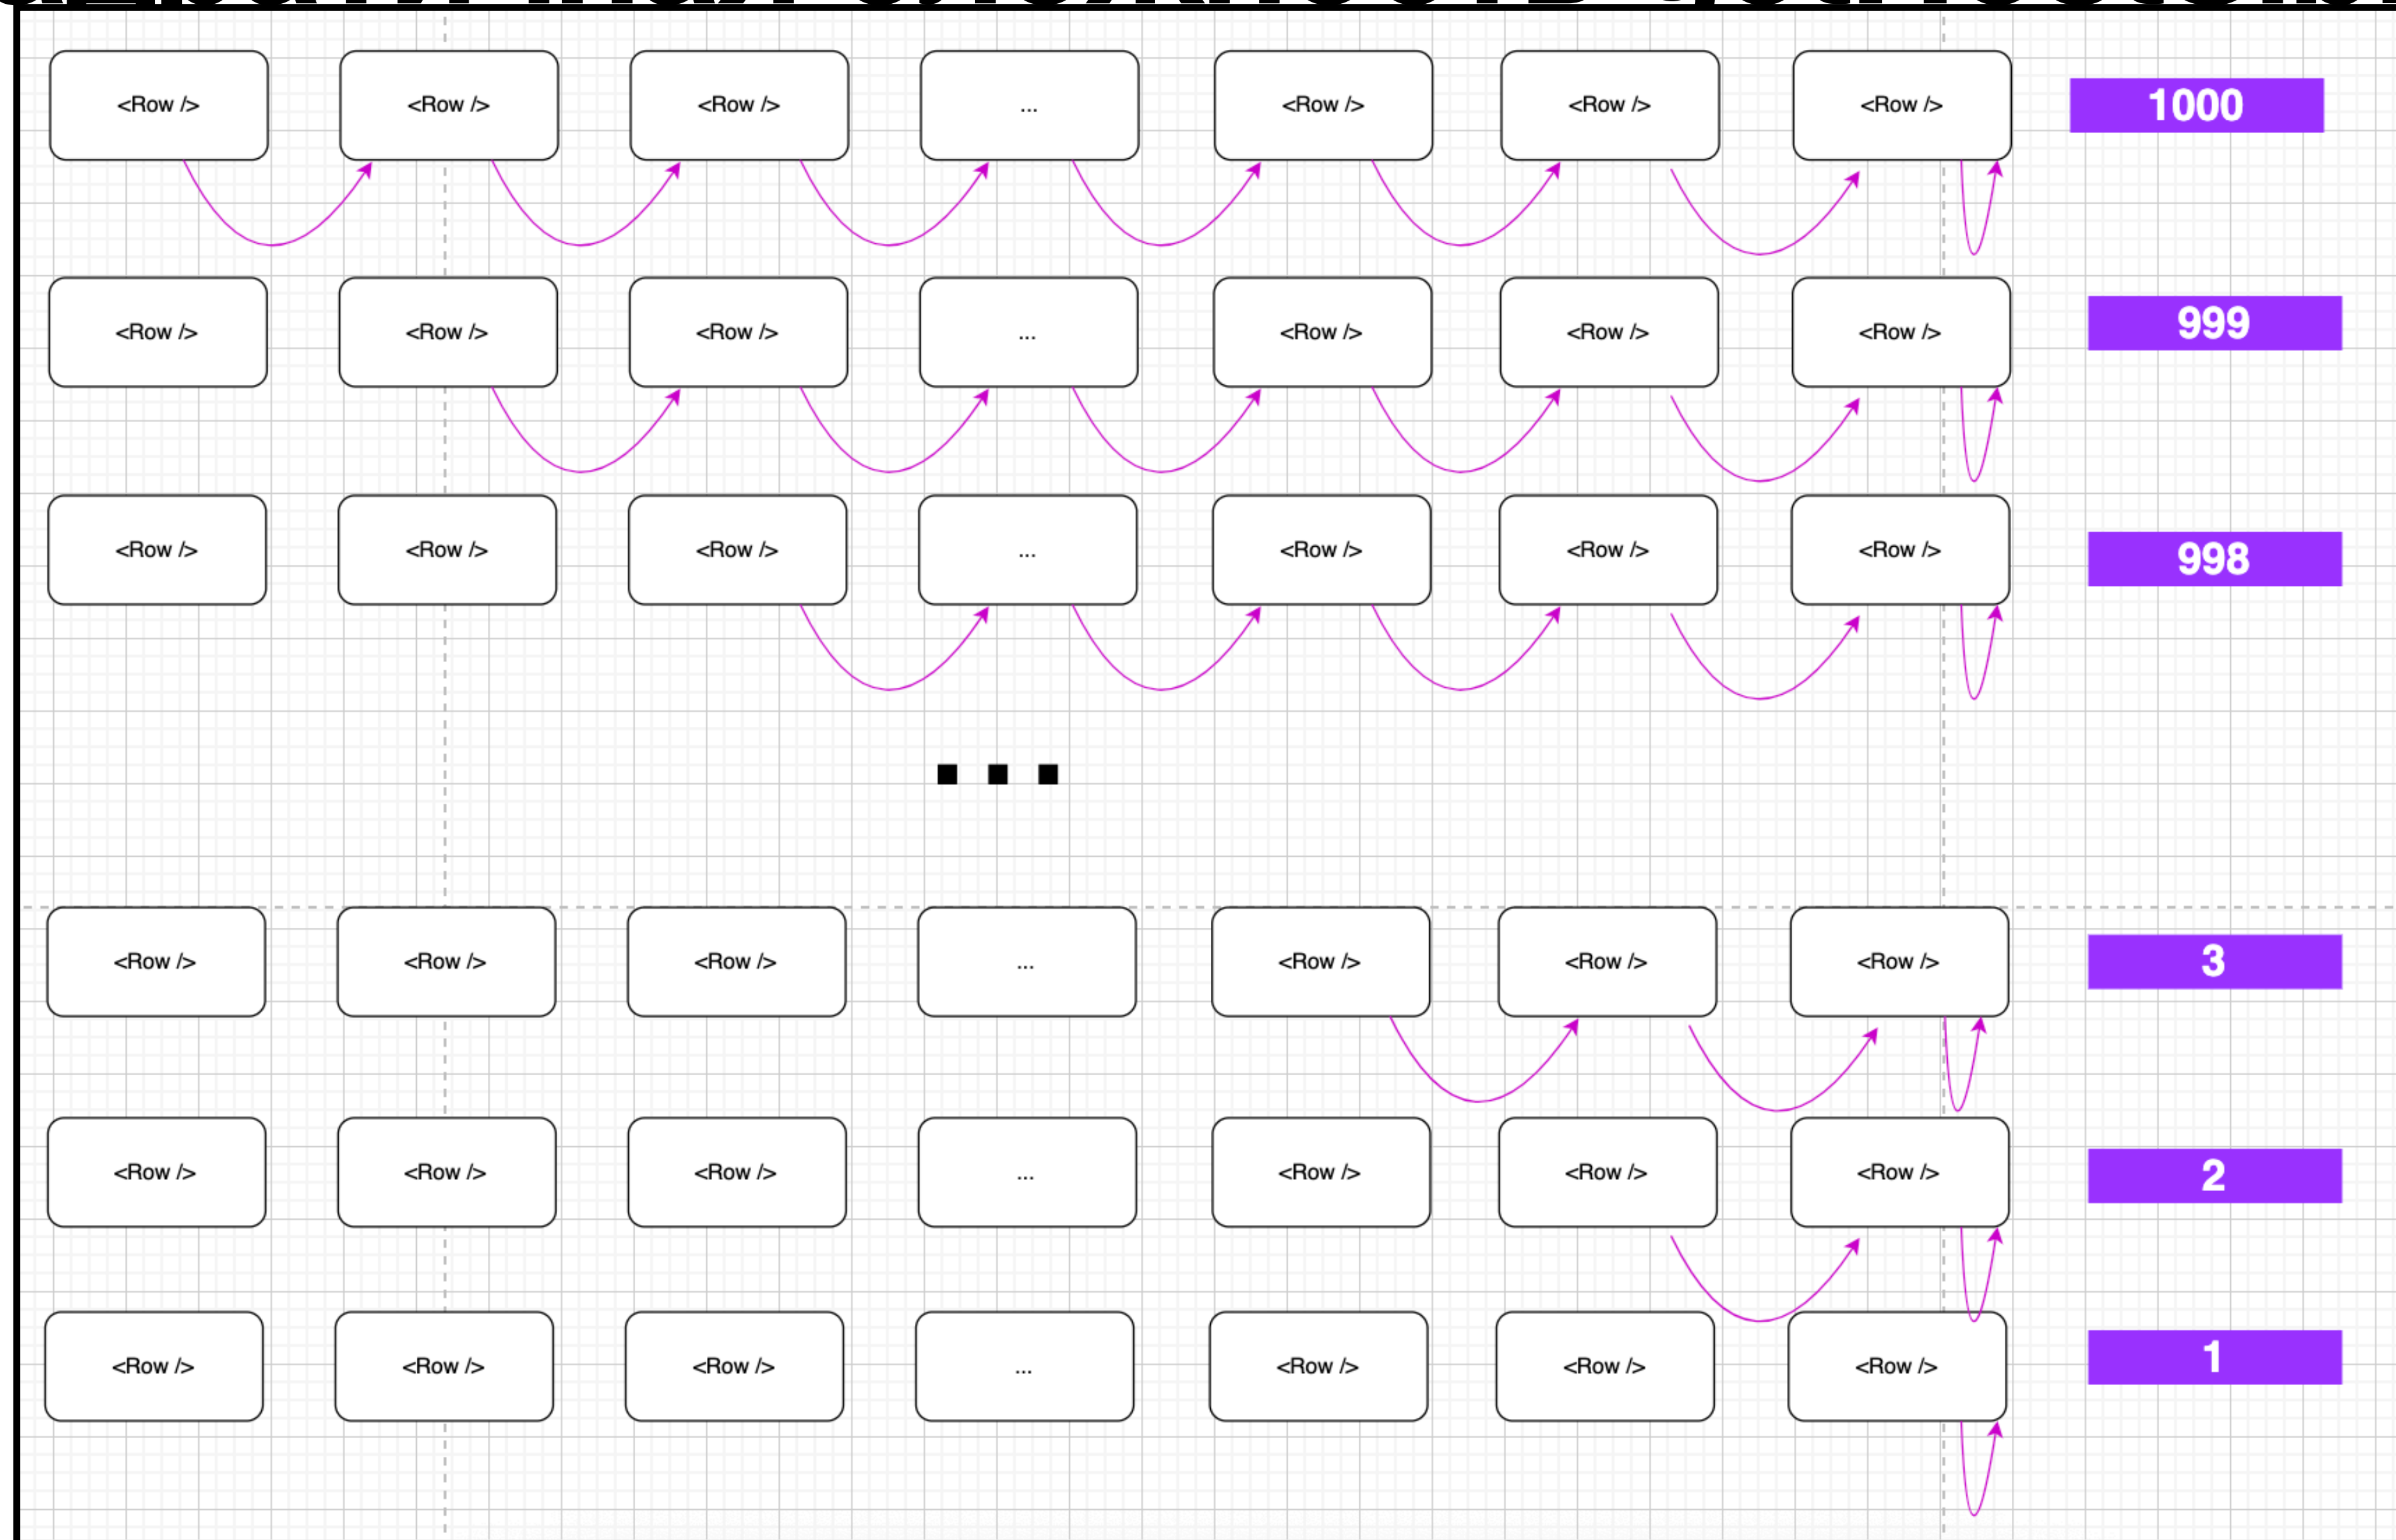 <Row /> <Row /> <Row /> ... <Row /> <Row /> <Row /> 1000
<Row /> <Row /> <Row /> ... <Row /> <Row /> <Row /> 999
<Row /> <Row /> <Row /> ... <Row /> <Row /> <Row /> 998
...
<Row /> <Row /> <Row /> ... <Row /> <Row /> <Row /> 3
<Row /> <Row /> <Row /> ... <Row /> <Row /> <Row /> 2
<Row /> <Row /> <Row /> ... <Row /> <Row /> <Row /> 1